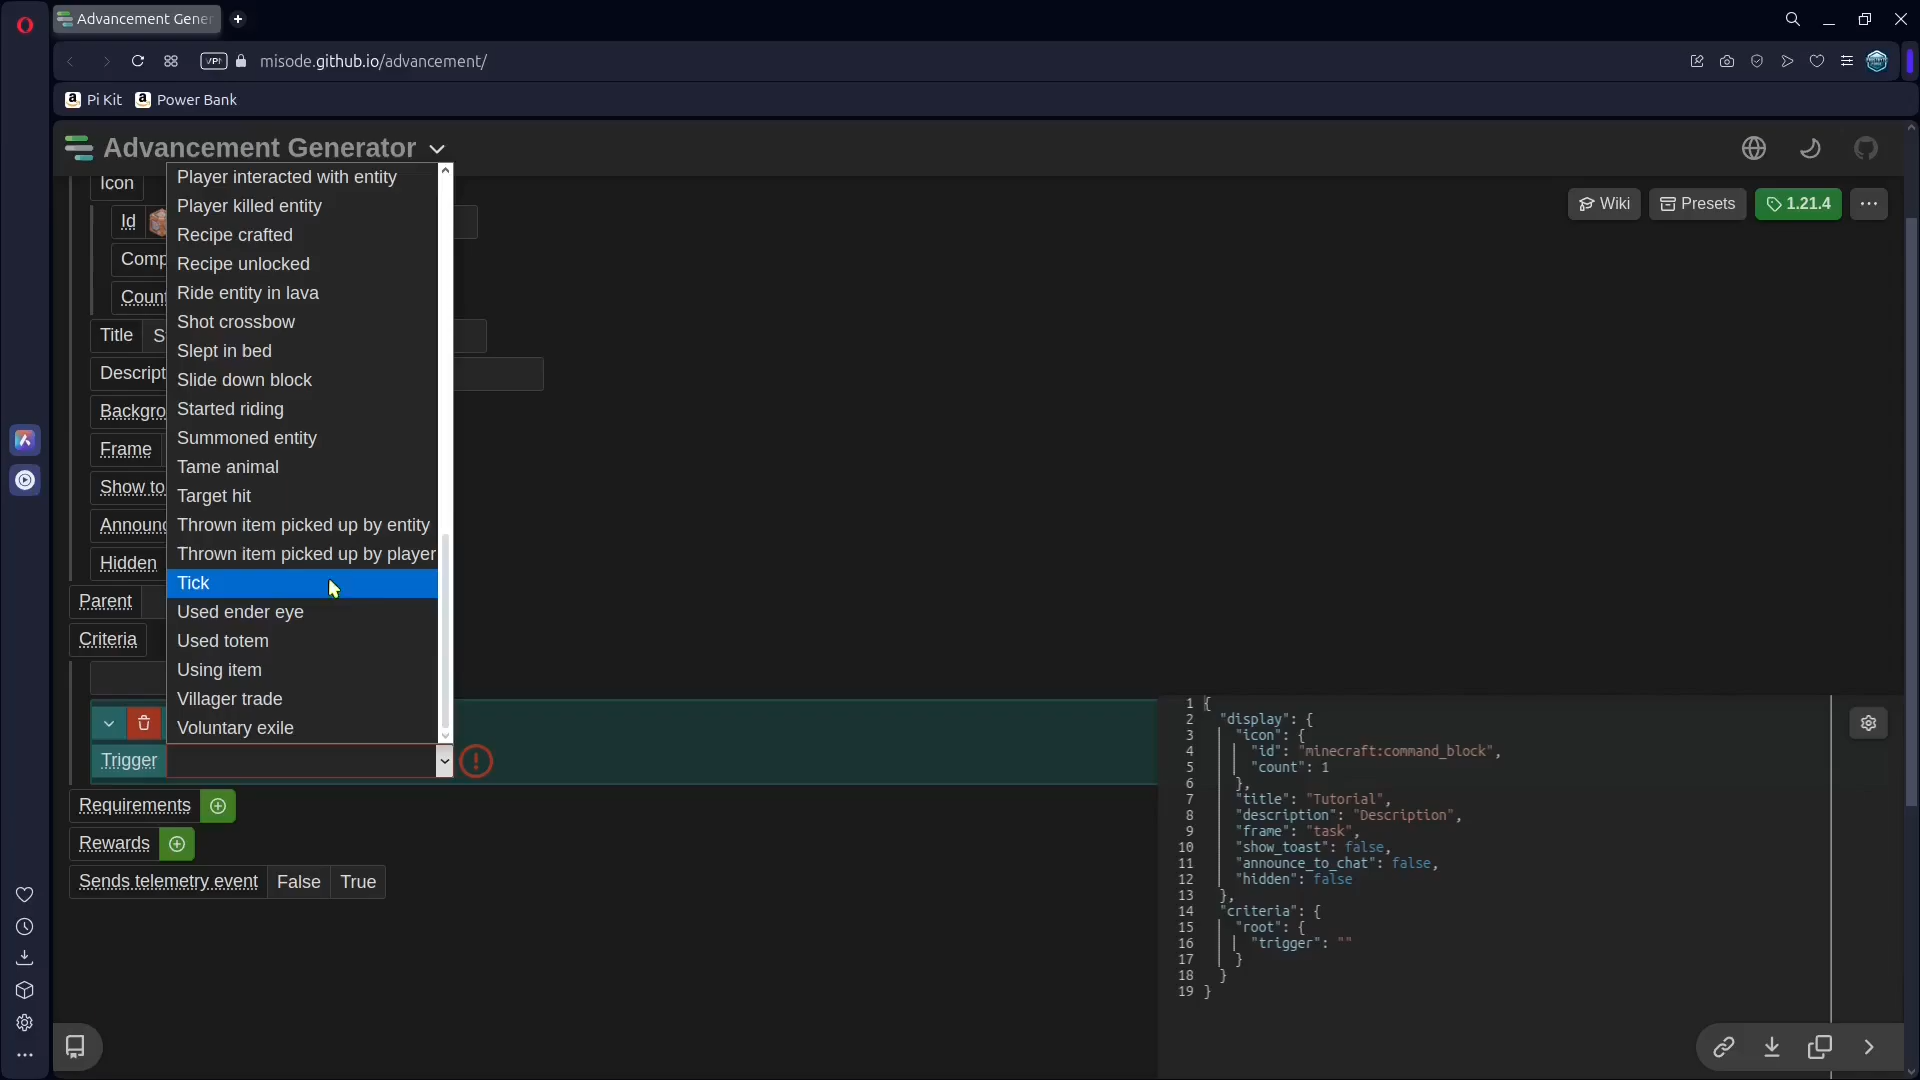 Advancement Gener
VPN
misode.github.io/advancement/
Pi Kit
Power Bank
Advancement Generator
Wiki
Presets
1.21.4
Icon
Id
Comp
Count
Title
S
Descript
Backgro
Frame
Show to
Announc
Hidden
Parent
Criteria
Player interacted with entity
Player killed entity
Recipe crafted
Recipe unlocked
Ride entity in lava
Shot crossbow
Slept in bed
Slide down block
Started riding
Summoned entity
Tame animal
Target hit
Thrown item picked up by entity
Thrown item picked up by player
Tick
Used ender eye
Used totem
Using item
Villager trade
Voluntary exile
Trigger
Requirements
Rewards
Sends telemetry event
False
True
1 {
2 "display": {
3 "icon": {
4 "id": "minecraft:command_block",
5 "count": 1
6 },
7 "title": "Tutorial",
8 "description": "Description",
9 "frame": "task",
10 "show_toast": false,
11 "announce_to_chat": false,
12 "hidden": false
13 },
14 "criteria": {
15 "root": {
16 "trigger": ""
17 }
18 }
19 }